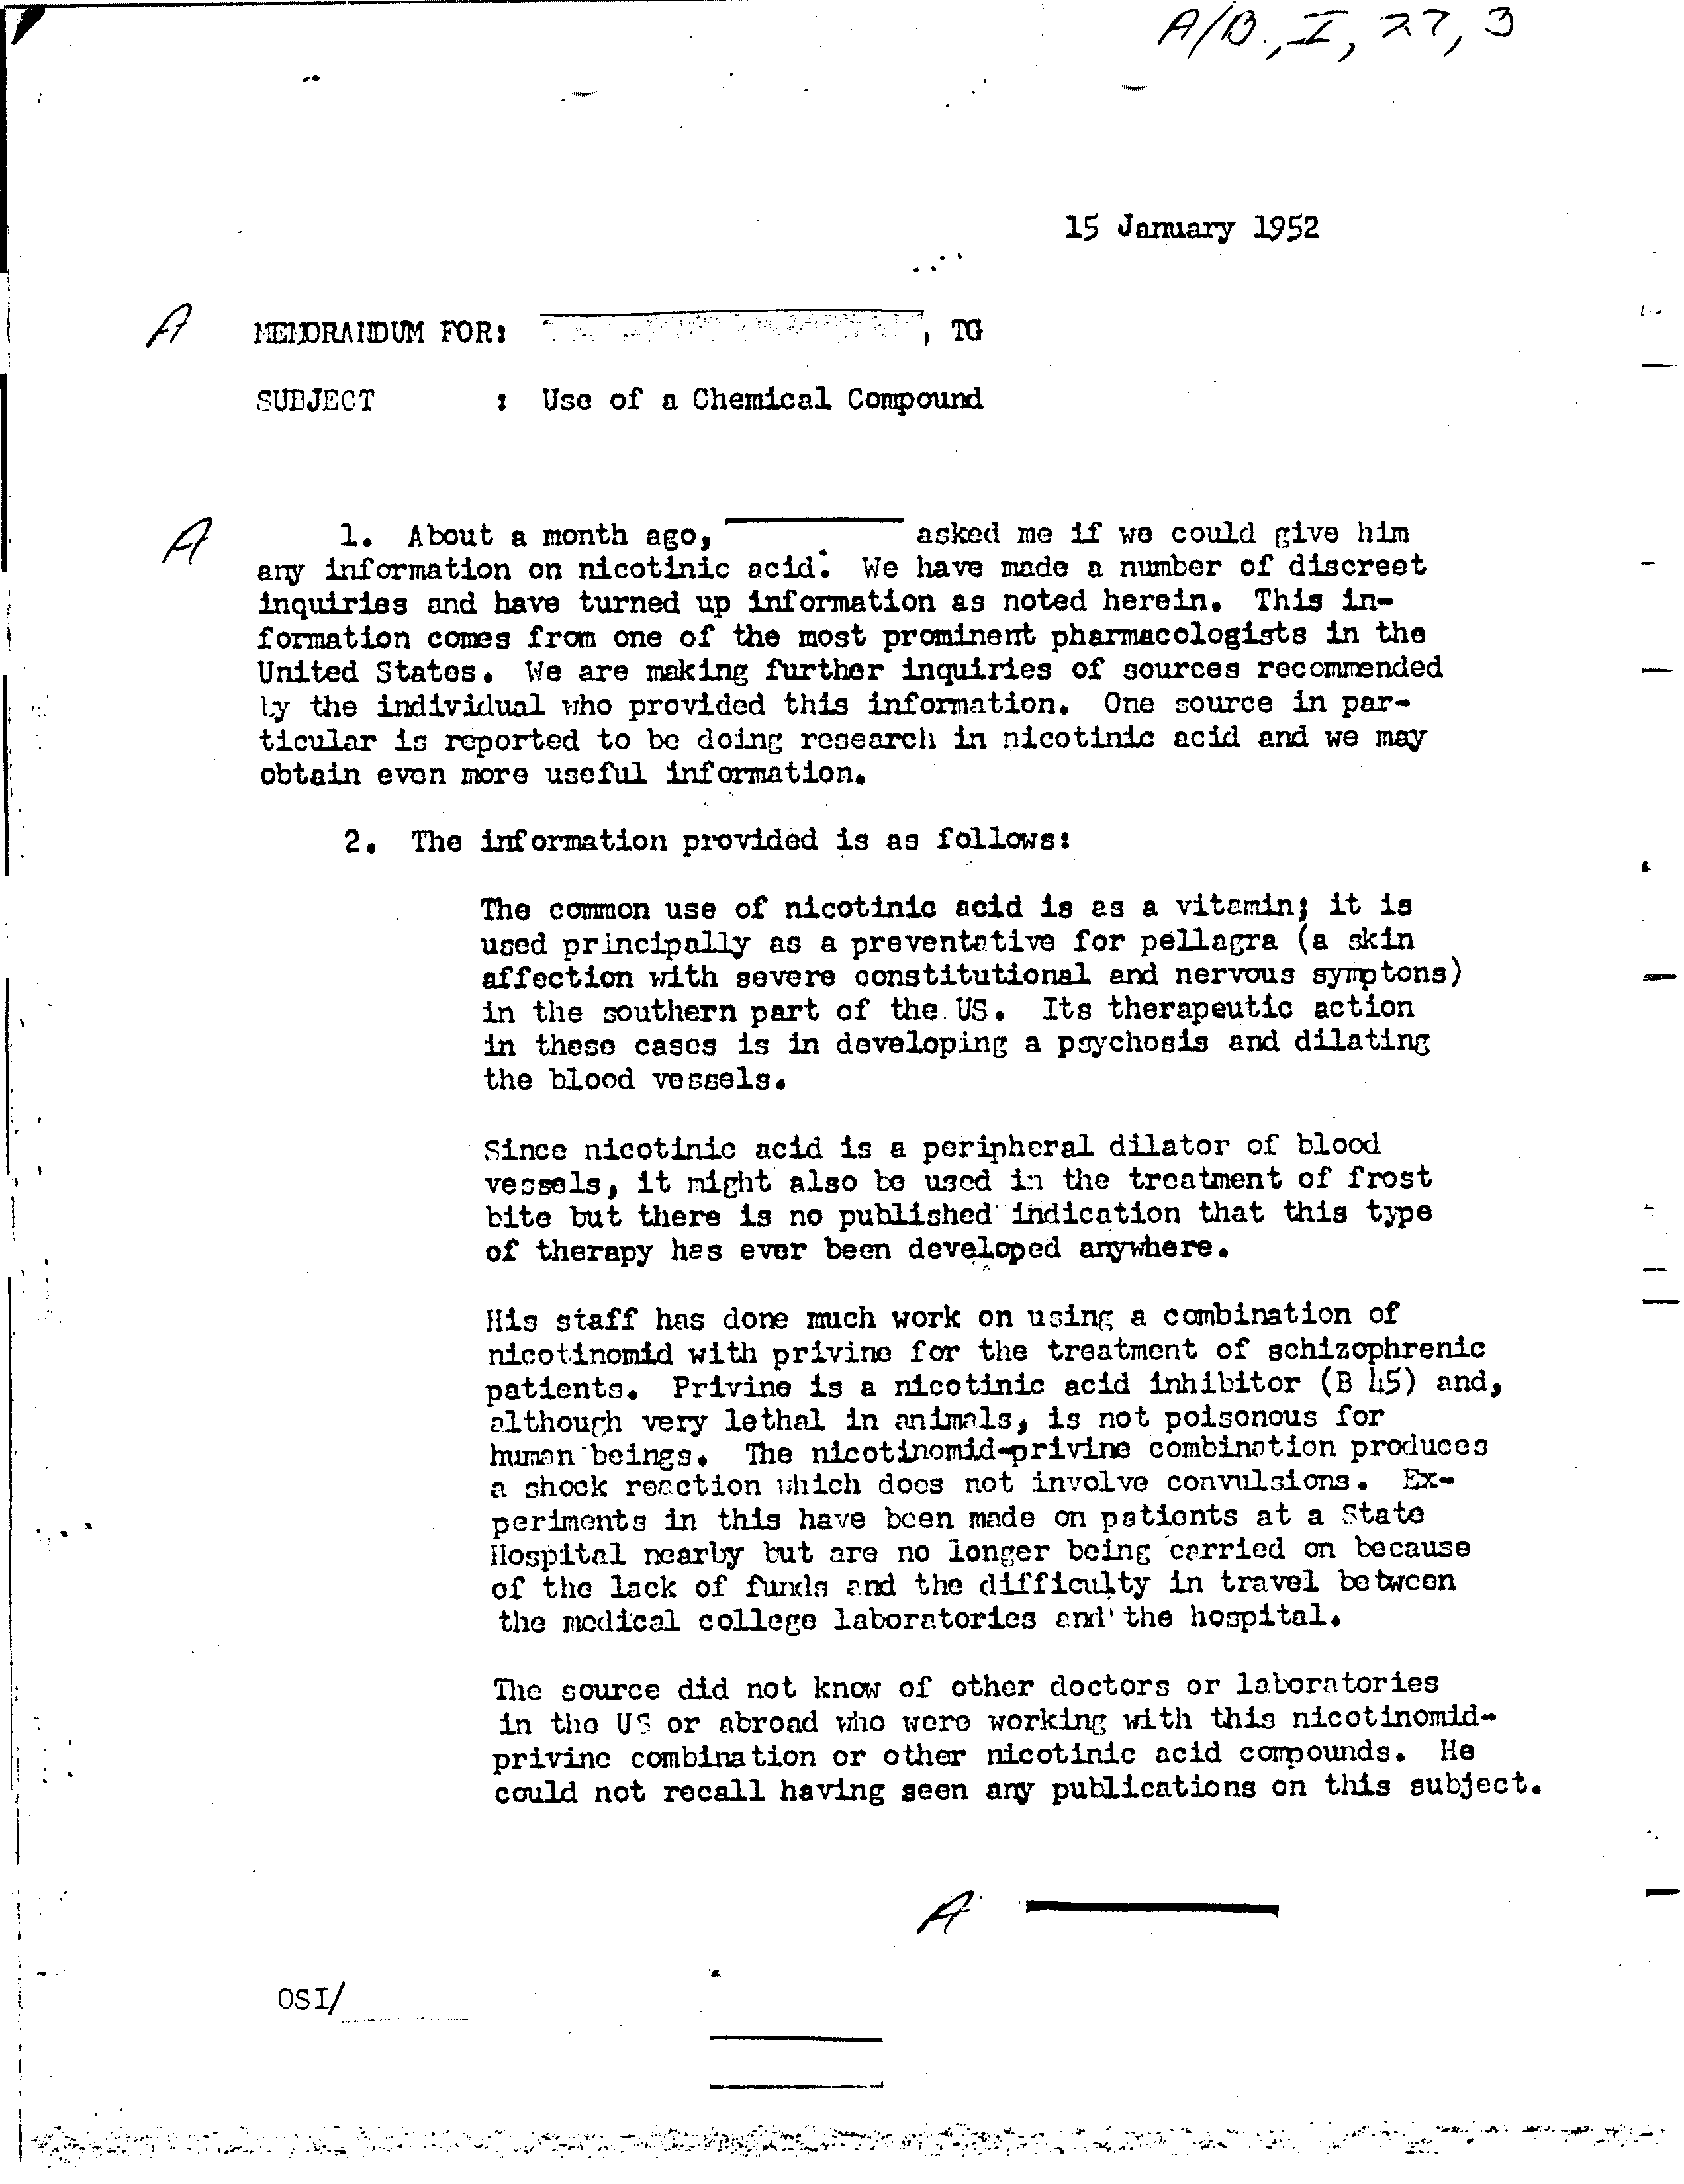 A/B., I, 27, 3
15 January 1952
A MEMORANDUM FOR: , TG
SUBJECT : Use of a Chemical Compound
A 1. About a month ago, asked me if we could give him
any information on nicotinic acid. We have made a number of discreet
inquiries and have turned up information as noted herein. This in-
formation comes from one of the most prominent pharmacologists in the
United States. We are making further inquiries of sources recommended
by the individual who provided this information. One source in par-
ticular is reported to be doing research in nicotinic acid and we may
obtain even more useful information.
2. The information provided is as follows:
The common use of nicotinic acid is as a vitamin; it is
used principally as a preventative for pellagra (a skin
affection with severe constitutional and nervous symptons)
in the southern part of the US. Its therapeutic action
in these cases is in developing a psychosis and dilating
the blood vessels.
Since nicotinic acid is a peripheral dilator of blood
vessels, it might also be used in the treatment of frost
bite but there is no published indication that this type
of therapy has ever been developed anywhere.
His staff has done much work on using a combination of
nicotinomid with privine for the treatment of schizophrenic
patients. Privine is a nicotinic acid inhibitor (B 45) and,
although very lethal in animals, is not poisonous for
human beings. The nicotinomid-privine combination produces
a shock reaction which does not involve convulsions. Ex-
periments in this have been made on patients at a State
Hospital nearby but are no longer being carried on because
of the lack of funds and the difficulty in travel between
the medical college laboratories and the hospital.
The source did not know of other doctors or laboratories
in the US or abroad who were working with this nicotinomid-
privine combination or other nicotinic acid compounds. He
could not recall having seen any publications on this subject.
A
OSI/